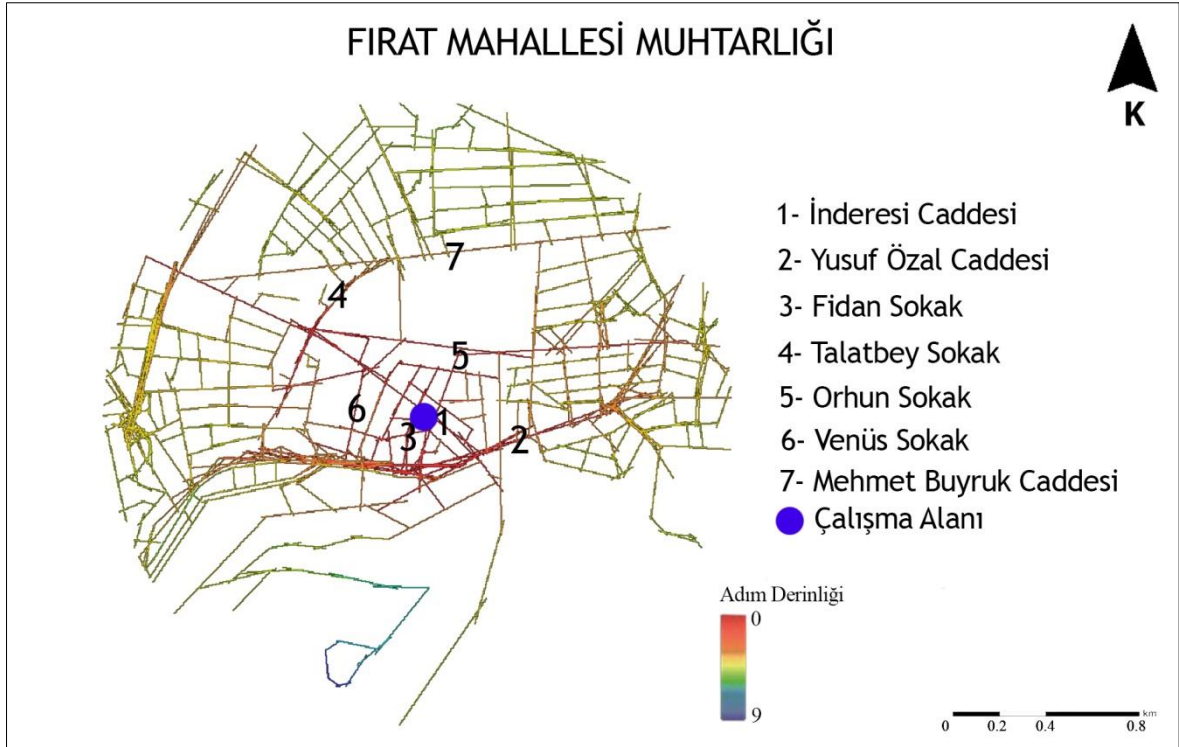 FIRAT MAHALLESİ MUHTARLIĞI
K
1- İnderesi Caddesi
2- Yusuf Özal Caddesi
3- Fidan Sokak
4- Talatbey Sokak
5- Orhun Sokak
6- Venüs Sokak
7- Mehmet Buyruk Caddesi
Çalışma Alanı
7
4
5
6
1
3
2
Adım Derinliği
0
9
km
0 0.2 0.4 0.8